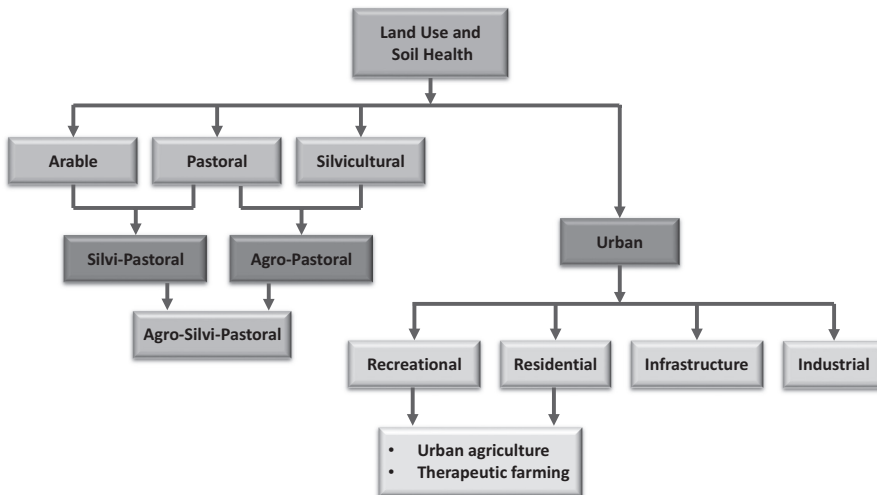 Land Use and
Soil Health
Arable
Pastoral
Silvicultural
Silvi-Pastoral
Agro-Pastoral
Urban
Agro-Silvi-Pastoral
Recreational
Residential
Infrastructure
Industrial
• Urban agriculture
• Therapeutic farming